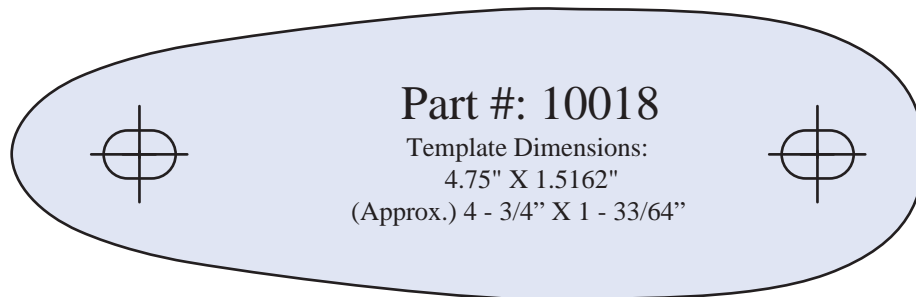 Part #: 10018
Template Dimensions:
4.75" X 1.5162"
(Approx.) 4 - 3/4” X 1 - 33/64”